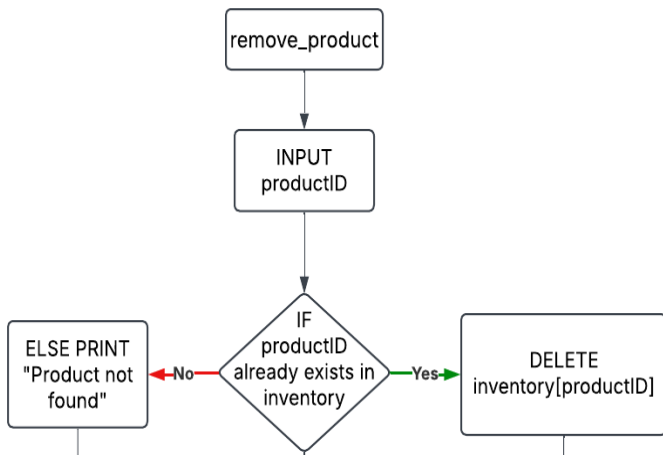 remove_product
INPUT
productID
IF
productID
already exists in
inventory
No
Yes
ELSE PRINT
"Product not
found"
DELETE
inventory[productID]